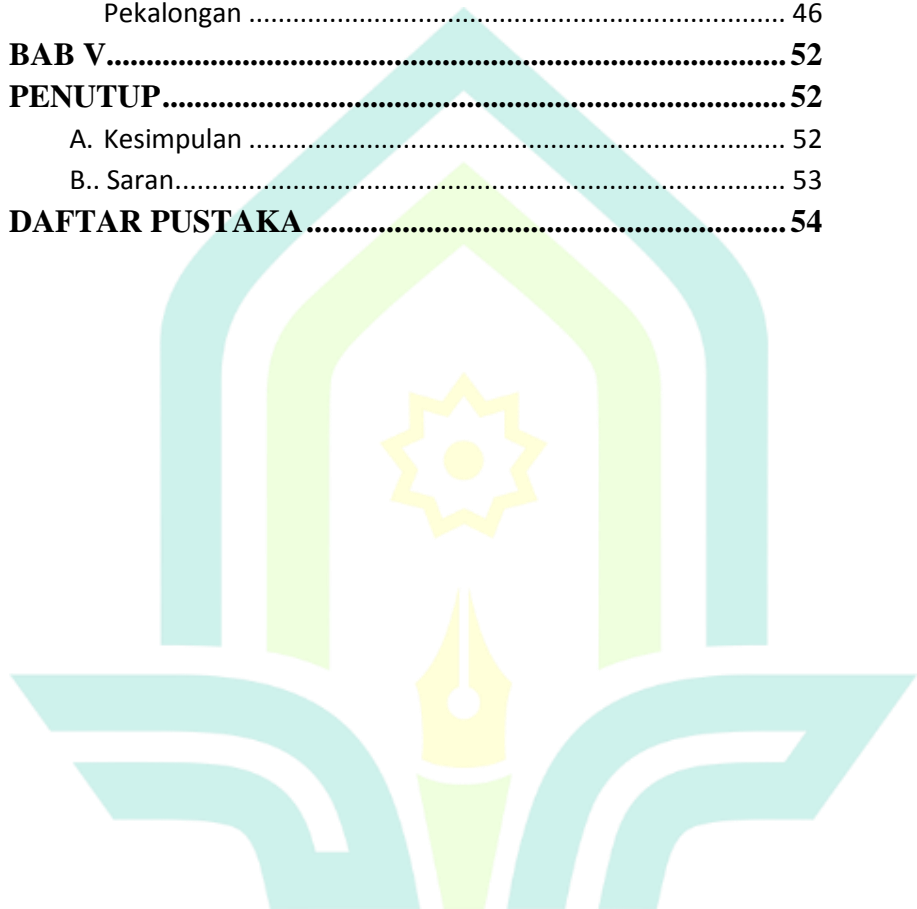 Pekalongan ........................................................................ 46
BAB V..................................................................................... 52
PENUTUP.............................................................................. 52
A. Kesimpulan ..................................................................... 52
B.. Saran.............................................................................. 53
DAFTAR PUSTAKA ............................................................ 54